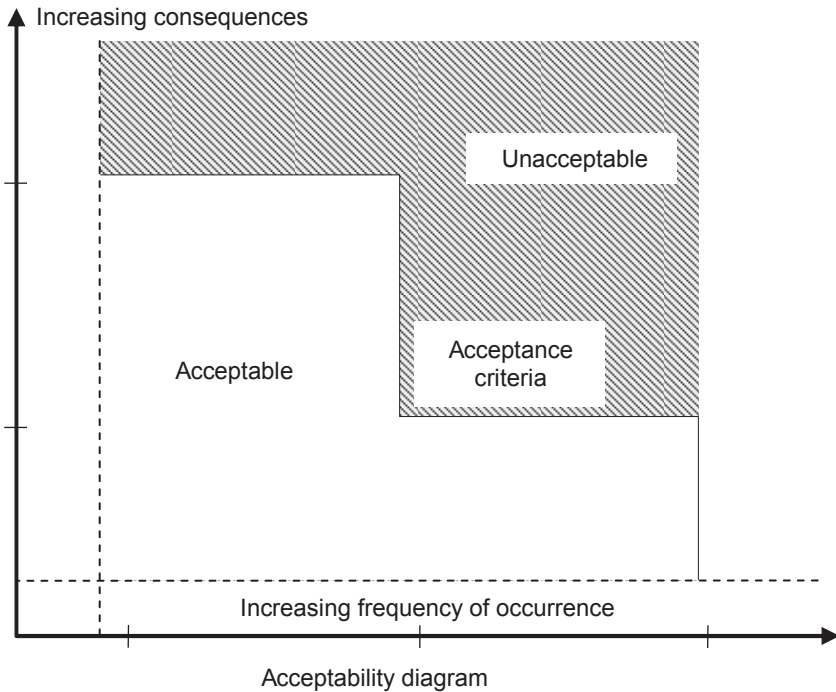 Increasing consequences
Unacceptable
Acceptable
Acceptance
criteria
Increasing frequency of occurrence
Acceptability diagram